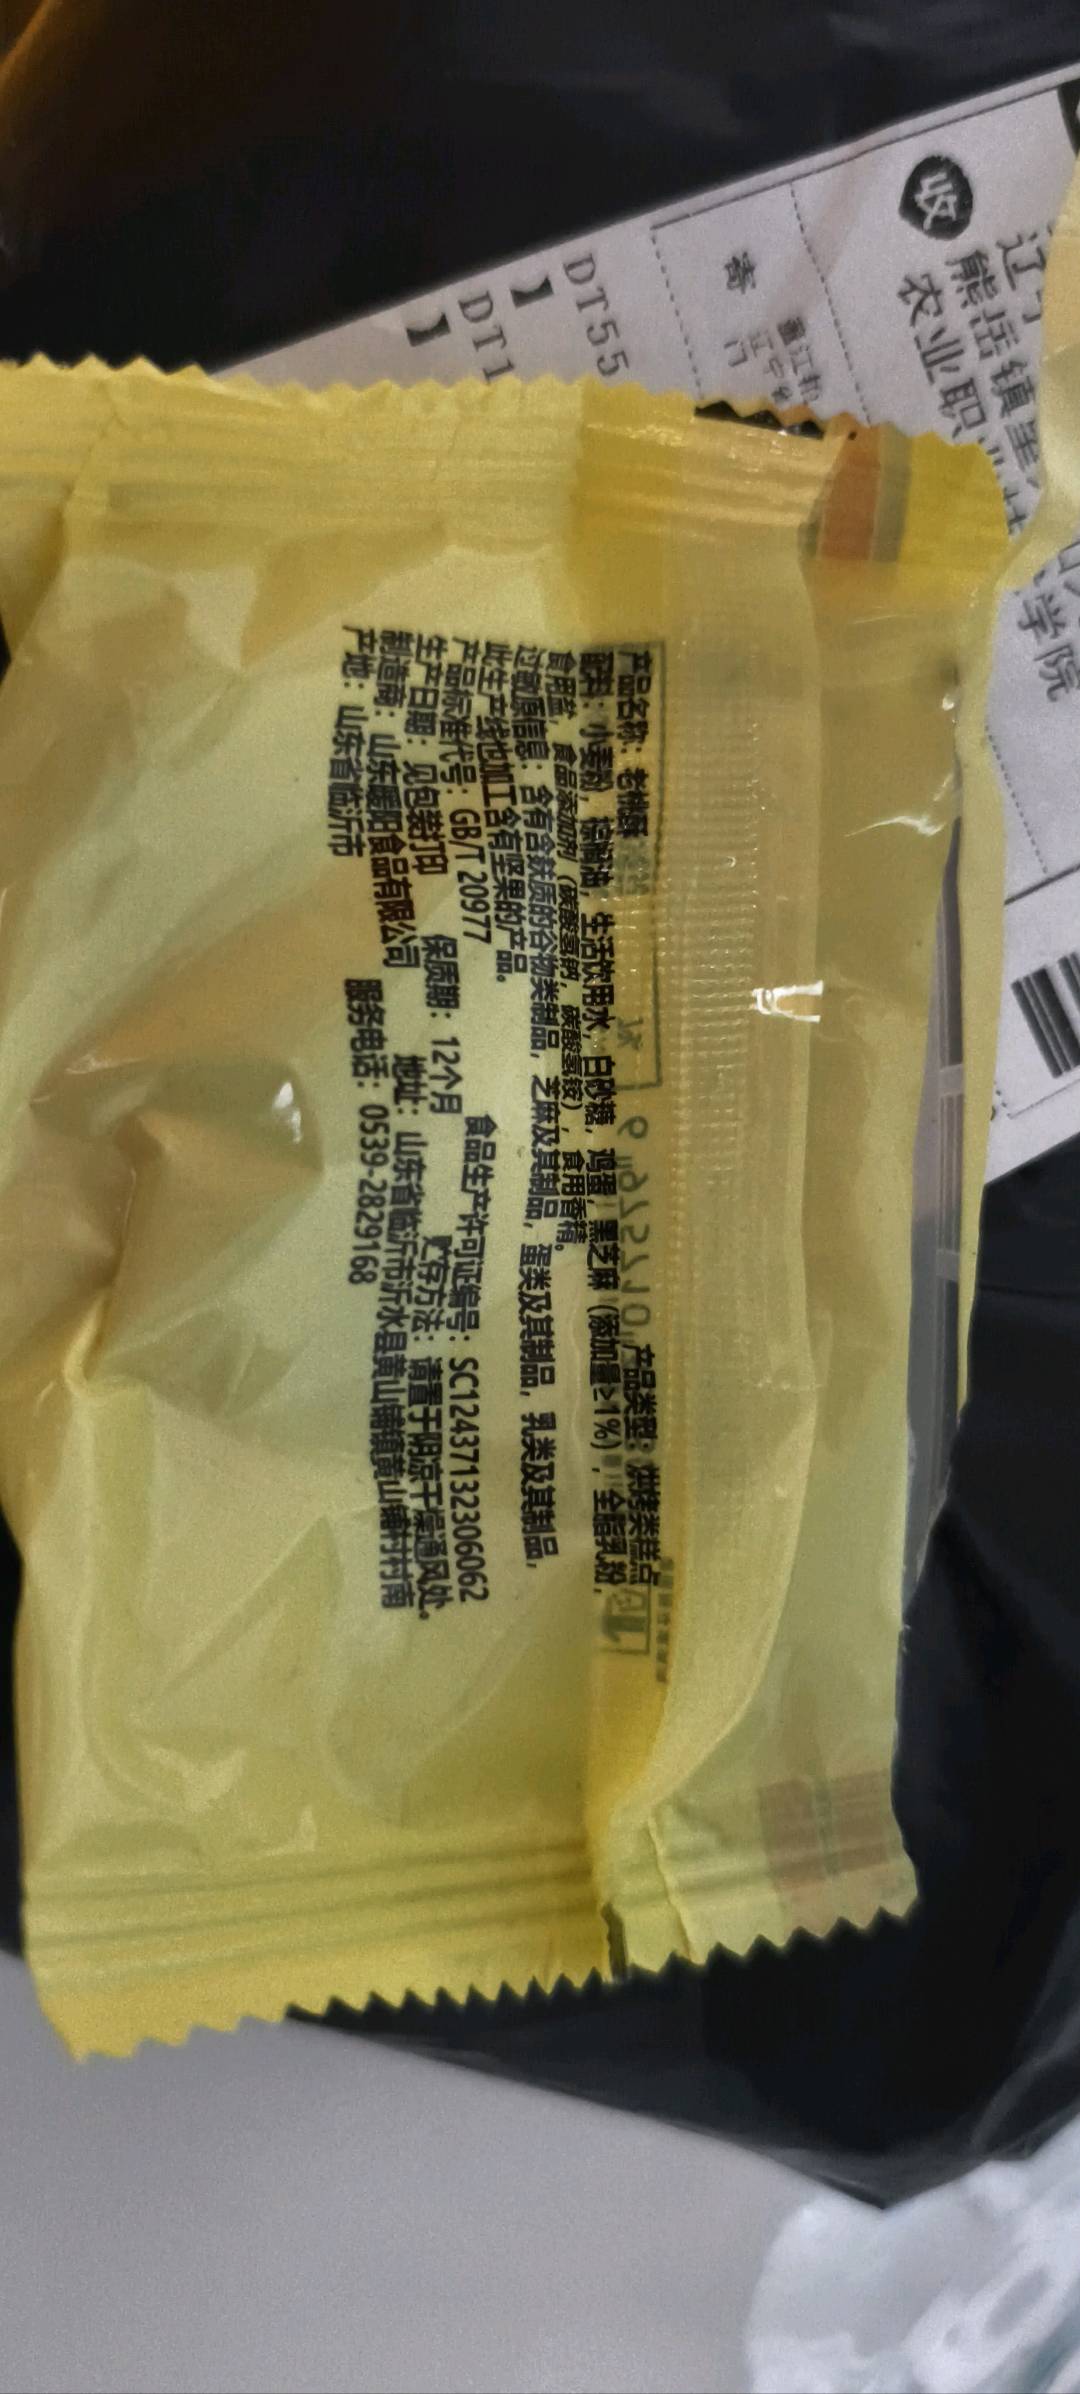 产品名称：老桃酥
产品类型：烘烤类糕点
配料：小麦粉，棕榈油，生活饮用水，白砂糖，鸡蛋，黑芝麻（添加量≥1%），全脂乳粉，
食用盐，食品添加剂（碳酸氢钠，碳酸氢铵），食用香精。
过敏原信息：含有含麸质的谷物类制品，芝麻及其制品，蛋类及其制品，乳类及其制品，
此生产线也加工含有坚果的产品。
产品标准代号：GB/T 20977 食品生产许可证编号：SC12437132306062
生产日期：见包装打印 保质期：12个月 贮存方法：请置于阴凉干燥通风处。
制造商：山东暖阳食品有限公司 地址：山东省临沂市沂水县黄山铺镇黄山铺村村南
产地：山东省临沂市 服务电话：0539-2829168
收
熊岳镇
农业职
学院
寄
辽宁省
DT55
DT1
】
】